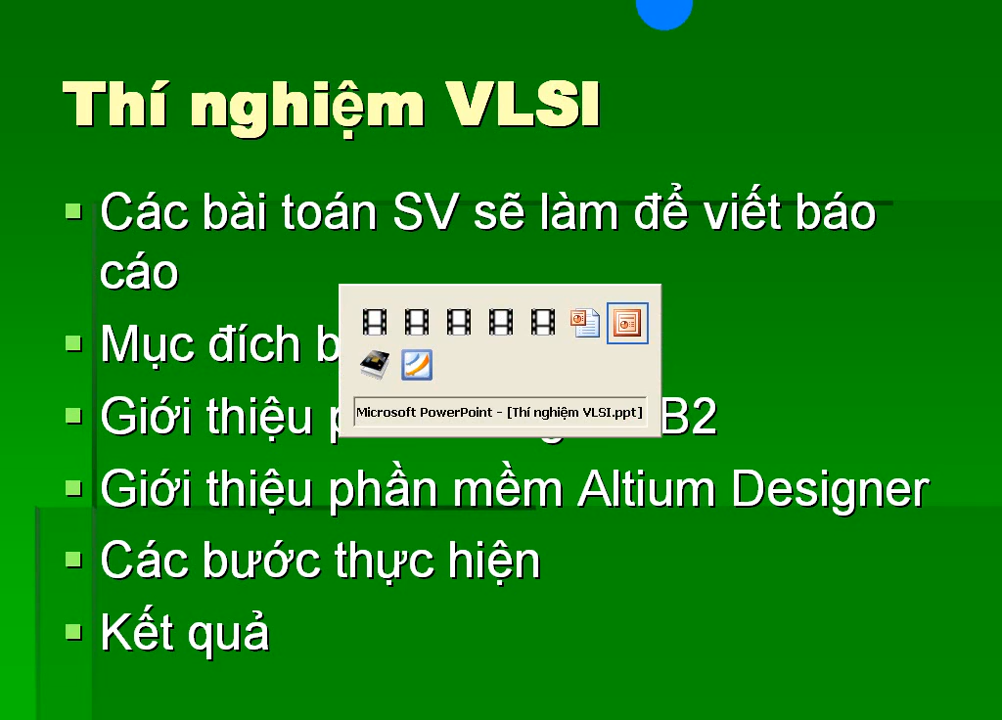 Thí nghiệm VLSI
Các bài toán SV sẽ làm để viết báo
cáo
Mục đích
Giới thiệu B2
Microsoft PowerPoint - [Thí nghiệm VLSI.ppt]
Giới thiệu phần mềm Altium Designer
Các bước thực hiện
Kết quả